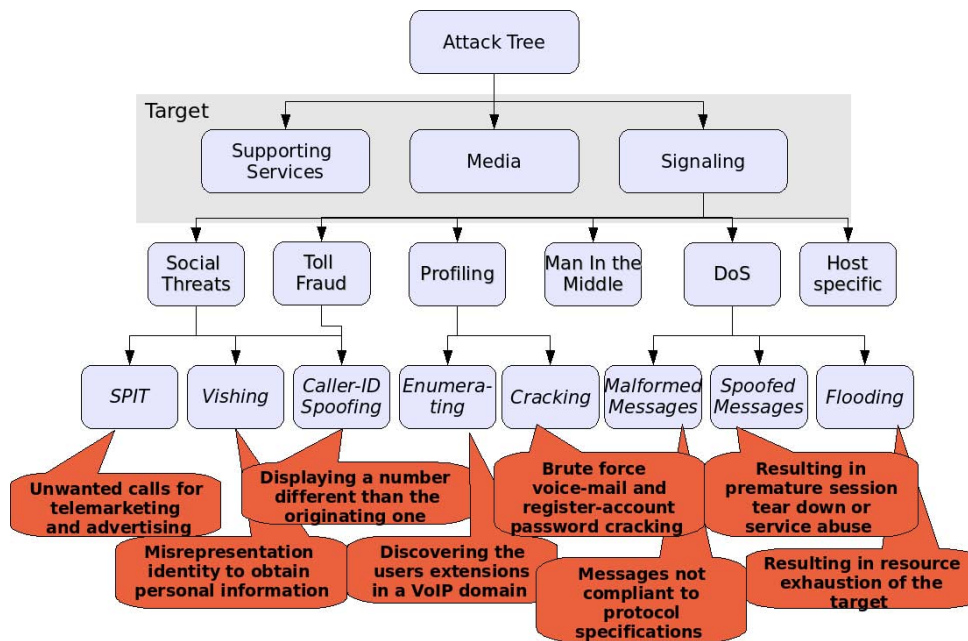 Attack Tree
Target
Supporting
Services
Media
Signaling
Social
Threats
Toll
Fraud
Profiling
Man In the
Middle
DoS
Host
specific
SPIT
Vishing
Caller-ID
Spoofing
Enumera-
ting
Cracking
Malformed
Messages
Spoofed
Messages
Flooding
Unwanted calls for
telemarketing
and advertising
Misrepresentation
identity to obtain
personal information
Displaying a number
different than the
originating one
Discovering the
users extensions
in a VoIP domain
Brute force
voice-mail and
register-account
password cracking
Messages not
compliant to
protocol
specifications
Resulting in
premature session
tear down or
service abuse
Resulting in resource
exhaustion of the
target